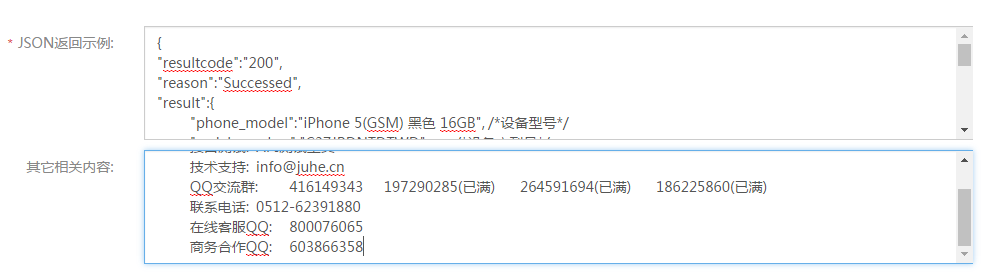 * JSON返回示例:
{
"resultcode":"200",
"reason":"Successed",
"result":{
"phone_model":"iPhone 5(GSM) 黑色 16GB", /*设备型号*/
其它相关内容:
技术支持: info@juhe.cn
QQ交流群: 416149343 197290285(已满) 264591694(已满) 186225860(已满)
联系电话: 0512-62391880
在线客服QQ: 800076065
商务合作QQ: 603866358